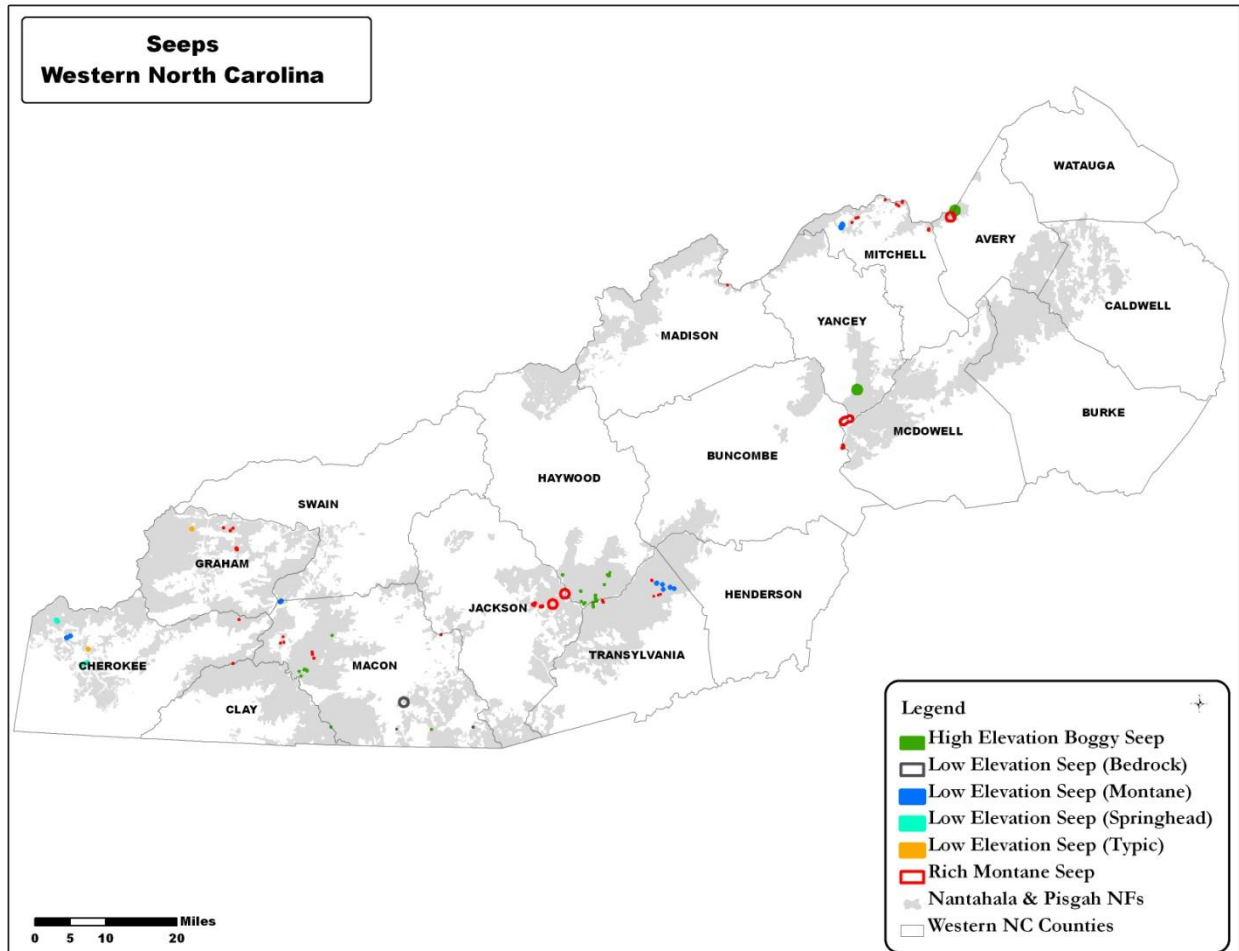 Seeps
Western North Carolina
WATAUGA
AVERY
MITCHELL
CALDWELL
YANCEY
MADISON
BURKE
MCDOWELL
BUNCOMBE
HAYWOOD
SWAIN
GRAHAM
HENDERSON
JACKSON
TRANSYLVANIA
CHEROKEE
MACON
CLAY
Legend
High Elevation Boggy Seep
Low Elevation Seep (Bedrock)
Low Elevation Seep (Montane)
Low Elevation Seep (Springhead)
Low Elevation Seep (Typic)
Rich Montane Seep
Nantahala & Pisgah NFs
Western NC Counties
Miles
0 5 10 20